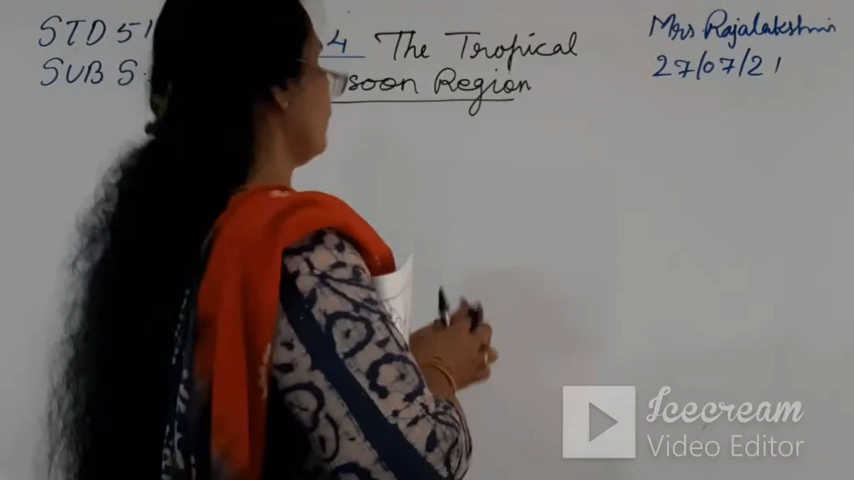 STD 5
SUB S
4 The Tropical
soon Region
Mrs Rajalakshmi
27/07/21
Icecream
Video Editor